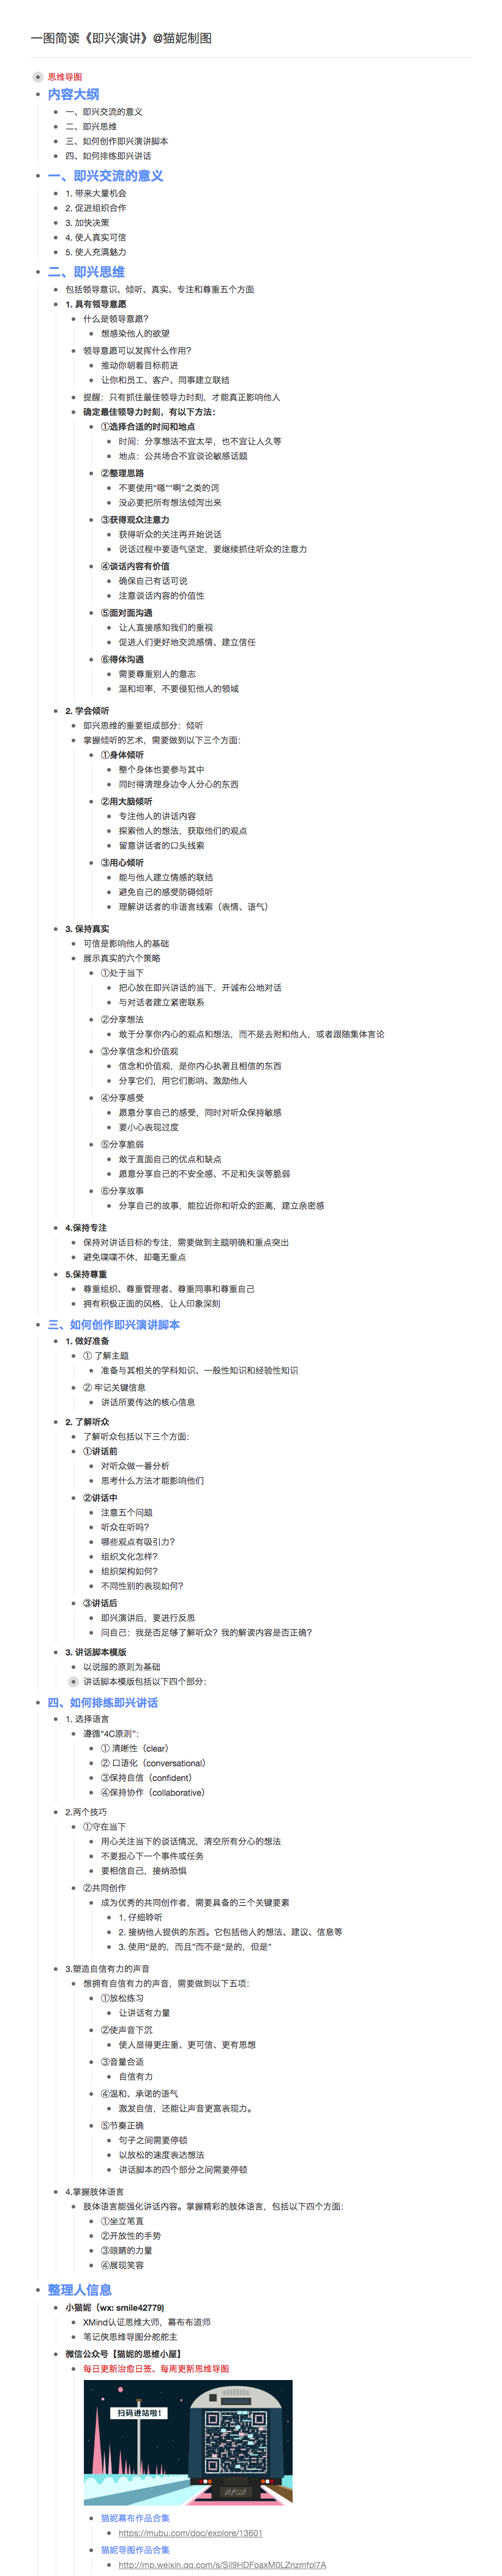 一图简读《即兴演讲》@猫妮制图
思维导图
内容大纲
一、即兴交流的意义
二、即兴思维
三、如何创作即兴演讲脚本
四、如何排练即兴讲话
一、即兴交流的意义
1. 带来大量机会
2. 促进组织合作
3. 加快决策
4. 使人真实可信
5. 使人充满魅力
二、即兴思维
包括领导意识、倾听、真实、专注和尊重五个方面
1. 具有领导意愿
什么是领导意愿？
想感染他人的欲望
领导意愿可以发挥什么作用？
推动你朝着目标前进
让你和员工、客户、同事建立联结
提醒：只有抓住最佳领导力时刻，才能真正影响他人
确定最佳领导力时刻，有以下方法：
①选择合适的时间和地点
时间：分享想法不宜太早，也不宜让人久等
地点：公共场合不宜谈论敏感话题
②整理思路
不要使用“嗯”“啊”之类的词
没必要把所有想法倾泻出来
③获得观众注意力
获得听众的关注再开始说话
说话过程中要语气坚定，要继续抓住听众的注意力
④谈话内容有价值
确保自己有话可说
注意谈话内容的价值性
⑤面对面沟通
让人直接感知我们的重视
促进人们更好地交流感情、建立信任
⑥得体沟通
需要尊重别人的意志
温和坦率，不要侵犯他人的领域
2. 学会倾听
即兴思维的重要组成部分：倾听
掌握倾听的艺术，需要做到以下三个方面：
①身体倾听
整个身体也要参与其中
同时得清理身边令人分心的东西
②用大脑倾听
专注他人的讲话内容
探索他人的想法，获取他们的观点
留意讲话者的口头线索
③用心倾听
能与他人建立情感的联结
避免自己的感受防碍倾听
理解讲话者的非语言线索（表情、语气）
3. 保持真实
可信是影响他人的基础
展示真实的六个策略
①处于当下
把心放在即兴讲话的当下，开诚布公地对话
与对话者建立紧密联系
②分享想法
敢于分享你内心的观点和想法，而不是去附和他人，或者跟随集体言论
③分享信念和价值观
信念和价值观，是你内心执著且相信的东西
分享它们，用它们影响、激励他人
④分享感受
愿意分享自己的感受，同时对听众保持敏感
要小心表现过度
⑤分享脆弱
敢于直面自己的优点和缺点
愿意分享自己的不安全感、不足和失误等脆弱
⑥分享故事
分享自己的故事，能拉近你和听众的距离，建立亲密感
4.保持专注
保持对讲话目标的专注，需要做到主题明确和重点突出
避免喋喋不休，却毫无重点
5.保持尊重
尊重组织、尊重管理者、尊重同事和尊重自己
拥有积极正面的风格，让人印象深刻
三、如何创作即兴演讲脚本
1. 做好准备
① 了解主题
准备与其相关的学科知识、一般性知识和经验性知识
② 牢记关键信息
讲话所要传达的核心信息
2. 了解听众
了解听众包括以下三个方面：
①讲话前
对听众做一番分析
思考什么方法才能影响他们
②讲话中
注意五个问题
听众在听吗？
哪些观点有吸引力？
组织文化怎样？
组织架构如何？
不同性别的表现如何？
③讲话后
即兴演讲后，要进行反思
问自己：我是否足够了解听众？我的解读内容是否正确？
3. 讲话脚本模版
以说服的原则为基础
讲话脚本模版包括以下四个部分：
四、如何排练即兴讲话
1. 选择语言
遵循“4C原则”：
① 清晰性（clear）
② 口语化（conversational）
③保持自信（confident）
④保持协作（collaborative）
2.两个技巧
①守在当下
用心关注当下的谈话情况，清空所有分心的想法
不要担心下一个事件或任务
要相信自己，接纳恐惧
②共同创作
成为优秀的共同创作者，需要具备的三个关键要素
1. 仔细聆听
2. 接纳他人提供的东西。它包括他人的想法、建议、信息等
3. 使用“是的，而且”而不是“是的，但是”
3.塑造自信有力的声音
想拥有自信有力的声音，需要做到以下五项：
①放松练习
让讲话有力量
②使声音下沉
使人显得更庄重、更可信、更有思想
③音量合适
自信有力
④温和、承诺的语气
激发自信，还能让声音更富表现力。
⑤节奏正确
句子之间需要停顿
以放松的速度表达想法
讲话脚本的四个部分之间需要停顿
4.掌握肢体语言
肢体语言能强化讲话内容。掌握精彩的肢体语言，包括以下四个方面：
①坐立笔直
②开放性的手势
③眼睛的力量
④展现笑容
整理人信息
小猫妮（wx: smile42779)
XMind认证思维大师，幕布布道师
笔记侠思维导图分舵舵主
微信公众号【猫妮的思维小屋】
每日更新治愈日签、每周更新思维导图
扫码进站啦！
猫妮幕布作品合集
https://mubu.com/doc/explore/13601
猫妮导图作品合集
http://mp.weixin.qq.com/s/Sil9HDFoaxM0LZnzmfpl7A